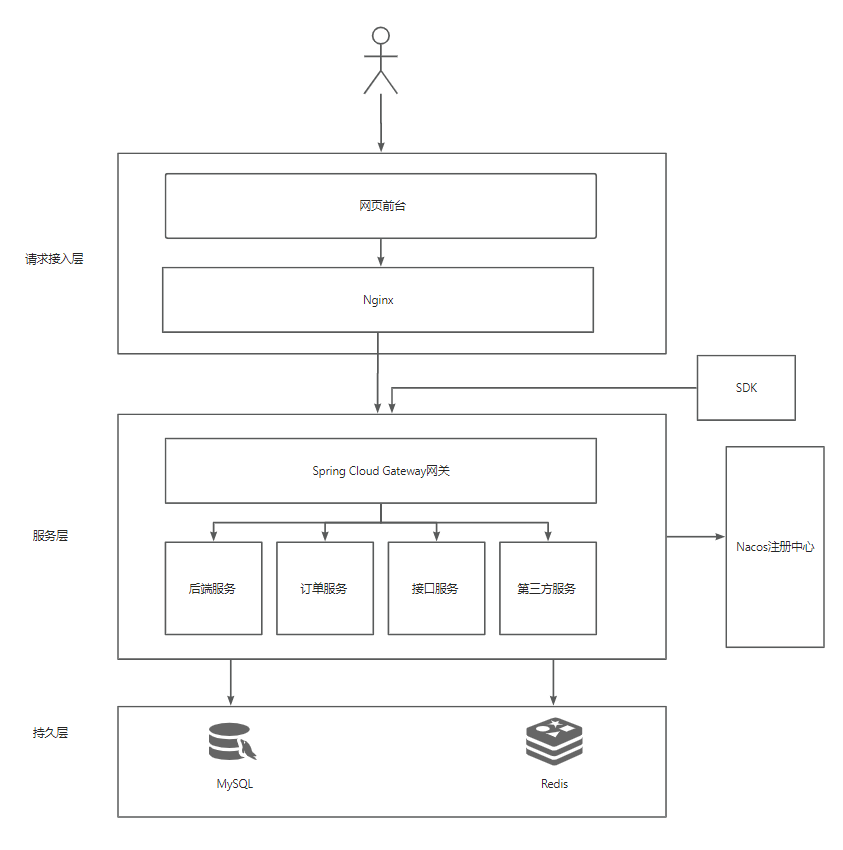 网页前台
请求接入层
Nginx
SDK
Spring Cloud Gateway网关
服务层
Nacos注册中心
后端服务
订单服务
接口服务
第三方服务
持久层
MySQL
Redis